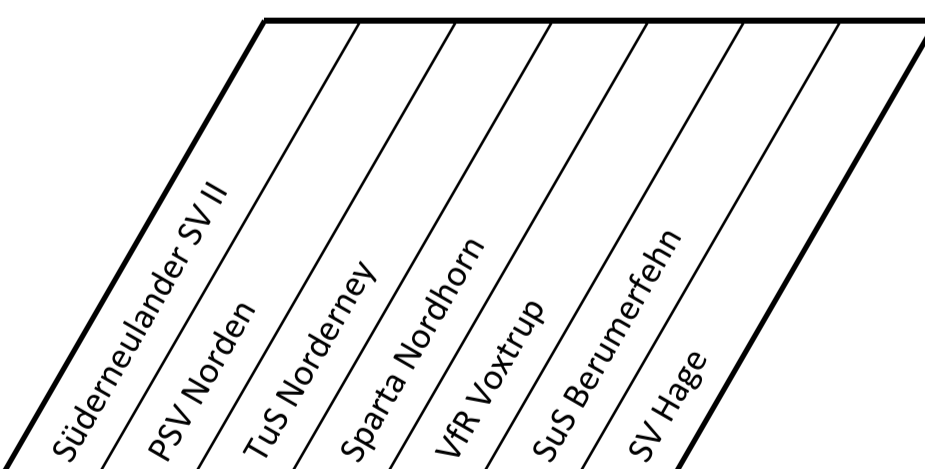 Süderneulander SV II
PSV Norden
TuS Norderney
Sparta Nordhorn
VfR Voxtrup
SuS Berumerfehn
SV Hage